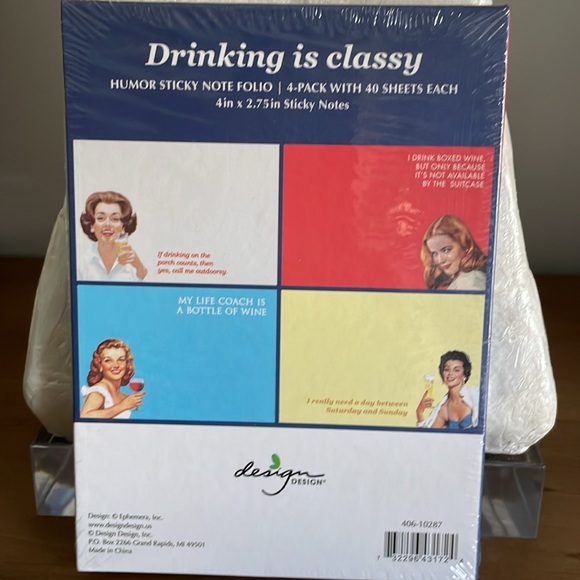 Drinking is classy
HUMOR STICKY NOTE FOLIO | 4-PACK WITH 40 SHEETS EACH
4in x 2.75in Sticky Notes
If drinking on the
porch counts, then
yes, call me outdoorsy.
I DRINK BOXED WINE,
BUT ONLY BECAUSE
IT'S NOT AVAILABLE
BY THE SUITCASE
MY LIFE COACH IS
A BOTTLE OF WINE
I really need a day between
Saturday and Sunday
design
DESIGN®
Design: © Ephemera, Inc.
www.designdesign.us
© Design Design, Inc.
P.O. Box 2266 Grand Rapids, MI 49501
Made in China
406-10287
7 32296 43172